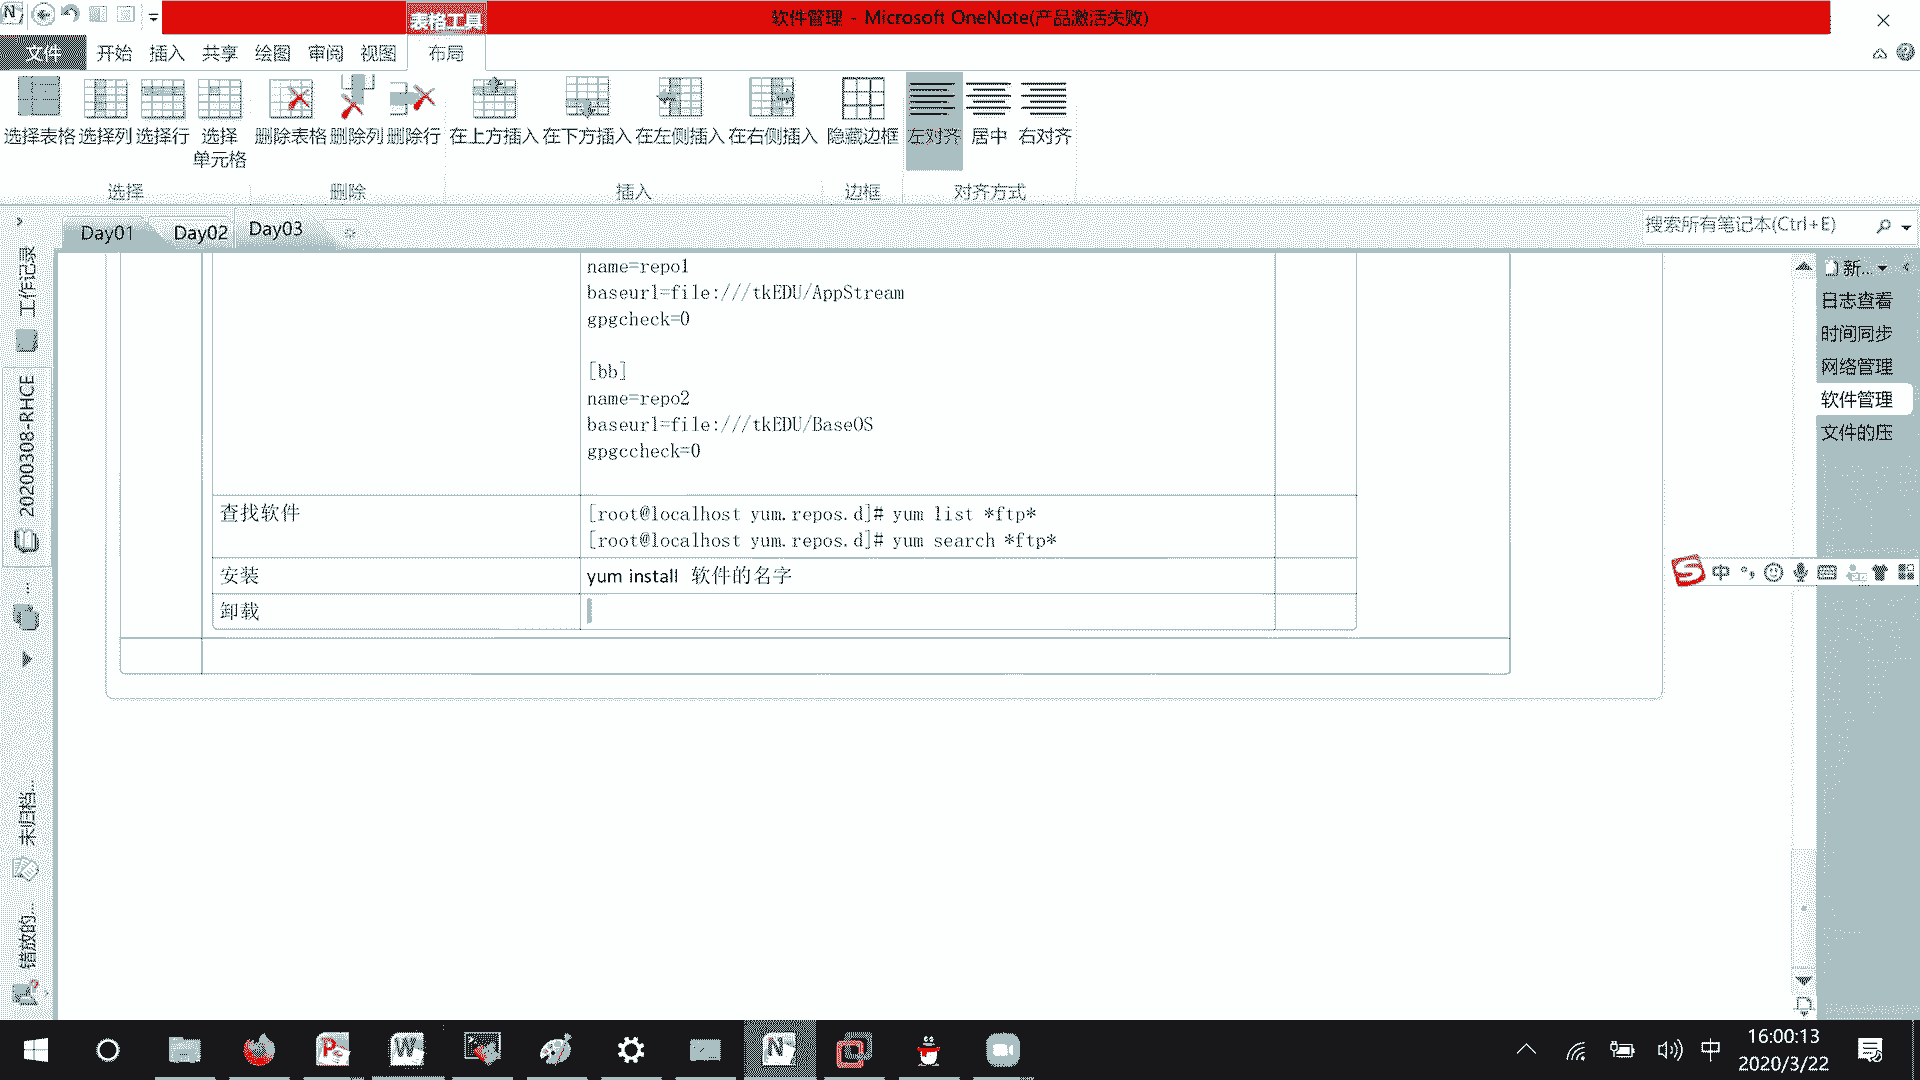 表格工具
软件管理 - Microsoft OneNote(产品激活失败)
文件 开始 插入 共享 绘图 审阅 视图 布局
选择表格 选择列 选择行 选择单元格 删除表格 删除列 删除行 在上方插入 在下方插入 在左侧插入 在右侧插入 隐藏边框 左对齐 居中 右对齐
选择 删除 插入 边框 对齐方式
Day01 Day02 Day03
搜索所有笔记本(Ctrl+E)
工作记录
20200308-RHCE
...
未归档...
错放的...
name=repo1
baseurl=file:///tkEDU/AppStream
gpgcheck=0
[bb]
name=repo2
baseurl=file:///tkEDU/BaseOS
gpgccheck=0
查找软件
[root@localhost yum.repos.d]# yum list *ftp*
[root@localhost yum.repos.d]# yum search *ftp*
安装
yum install 软件的名字
卸载
新...
日志查看
时间同步
网络管理
软件管理
文件的压
中
中
16:00:13
2020/3/22